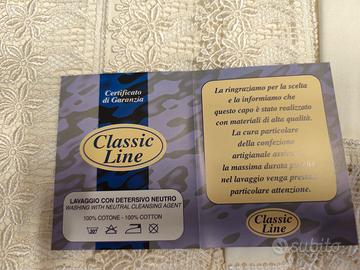 Certificato
di Garanzia
Classic
Line
LAVAGGIO CON DETERSIVO NEUTRO
WASHING WITH NEUTRAL CLEANSING AGENT
100% COTONE - 100% COTTON
La ringraziamo per la scelta
e la informiamo che
questo capo è stato realizzato
con materiali di alta qualità.
La cura particolare
della confezione
artigianale
la massima durata
nel lavaggio venga
particolare attenzione.
Classic
Line
subito.it